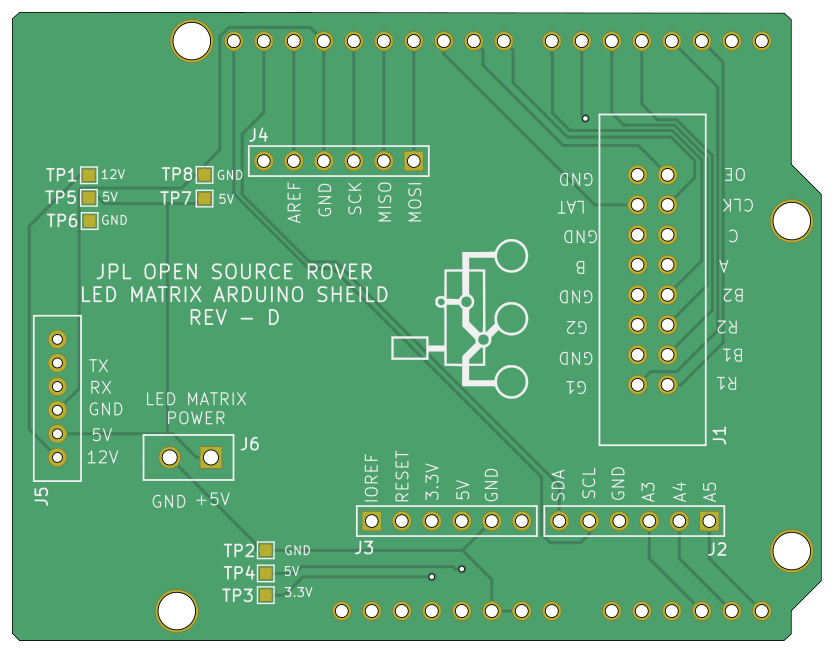 J4
TP1 12V
TP8 GND
TP5 5V
TP7 5V
TP6 GND
AREF GND SCK MISO MOSI
JPL OPEN SOURCE ROVER
LED MATRIX ARDUINO SHEILD
REV - D
GND OE
LAT CLK
GND C
B A
GND B2
G2 R2
GND B1
G1 R1
J1
TX
RX
GND
5V
12V
J5
LED MATRIX
POWER
J6
GND +5V
IOREF RESET 3.3V 5V GND
J3
SDA SCL GND A3 A4 A5
J2
TP2 GND
TP4 5V
TP3 3.3V